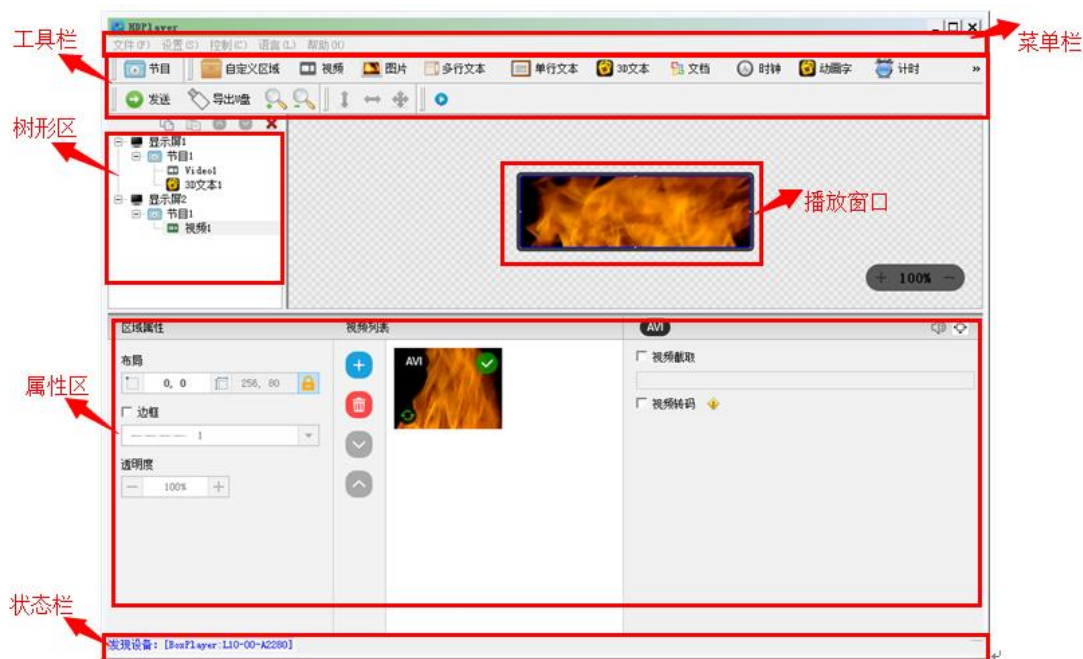 HDPlayer
工具栏
菜单栏
文件(F) 设置(S) 控制(C) 语言(L) 帮助(H)
节目 自定义区域 视频 图片 多行文本 单行文本 3D文本 文档 时钟 动画字 计时 »
发送 导出U盘
树形区
显示屏1
节目1
Video1
3D文本1
显示屏2
节目1
视频1
播放窗口
+ 100% −
区域属性 视频列表 AVI
布局
0, 0 256, 80
AVI
视频截取
属性区
边框
视频转码
1
透明度
− 100% +
状态栏
发现设备: [BoxPlayer:L10-00-A2280]